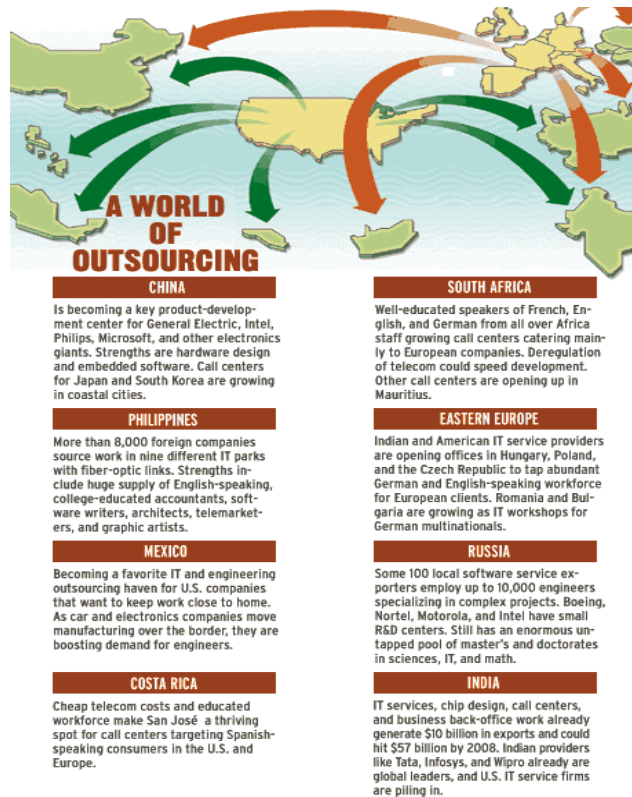 A WORLD
OF
OUTSOURCING
CHINA
Is becoming a key product-develop-
ment center for General Electric, Intel,
Philips, Microsoft, and other electronics
giants. Strengths are hardware design
and embedded software. Call centers
for Japan and South Korea are growing
in coastal cities.
PHILIPPINES
More than 8,000 foreign companies
source work in nine different IT parks
with fiber-optic links. Strengths in-
clude huge supply of English-speaking,
college-educated accountants, soft-
ware writers, architects, telemarket-
ers, and graphic artists.
MEXICO
Becoming a favorite IT and engineering
outsourcing haven for U.S. companies
that want to keep work close to home.
As car and electronics companies move
manufacturing over the border, they are
boosting demand for engineers.
COSTA RICA
Cheap telecom costs and educated
workforce make San José a thriving
spot for call centers targeting Spanish-
speaking consumers in the U.S. and
Europe.
SOUTH AFRICA
Well-educated speakers of French, En-
glish, and German from all over Africa
staff growing call centers catering main-
ly to European companies. Deregulation
of telecom could speed development.
Other call centers are opening up in
Mauritius.
EASTERN EUROPE
Indian and American IT service providers
are opening offices in Hungary, Poland,
and the Czech Republic to tap abundant
German and English-speaking workforce
for European clients. Romania and Bul-
garia are growing as IT workshops for
German multinationals.
RUSSIA
Some 100 local software service ex-
porters employ up to 10,000 engineers
specializing in complex projects. Boeing,
Nortel, Motorola, and Intel have small
R&D centers. Still has an enormous un-
tapped pool of master's and doctorates
in sciences, IT, and math.
INDIA
IT services, chip design, call centers,
and business back-office work already
generate $10 billion in exports and could
hit $57 billion by 2008. Indian providers
like Tata, Infosys, and Wipro already are
global leaders, and U.S. IT service firms
are piling in.